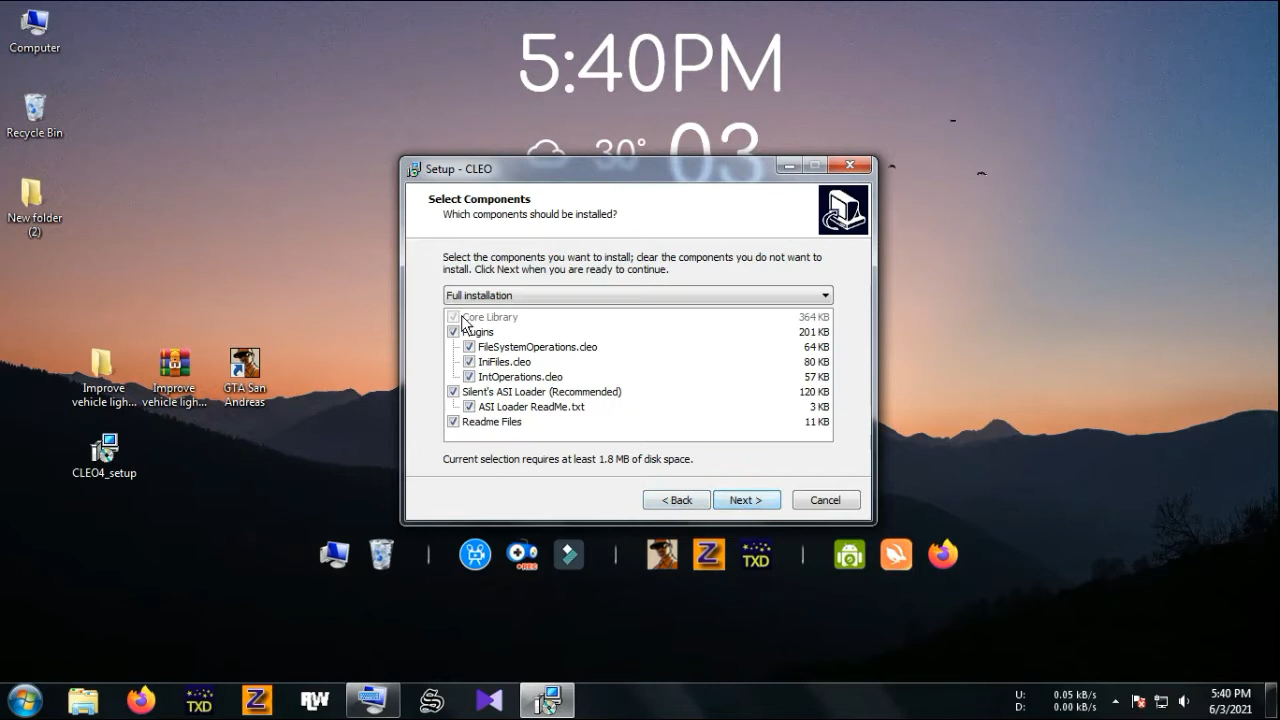 Computer
Recycle Bin
New folder
(2)
Improve
vehicle ligh...
Improve
vehicle ligh...
GTA San
Andreas
CLEO4_setup
5:40PM
30°
03
Setup - CLEO
Select Components
Which components should be installed?
Select the components you want to install; clear the components you do not want to
install. Click Next when you are ready to continue.
Full installation
Core Library 364 KB
Plugins 201 KB
FileSystemOperations.cleo 64 KB
IniFiles.cleo 80 KB
IntOperations.cleo 57 KB
Silent's ASI Loader (Recommended) 120 KB
ASI Loader ReadMe.txt 3 KB
Readme Files 11 KB
Current selection requires at least 1.8 MB of disk space.
< Back
Next >
Cancel
REC
Z
TXD
TXD
Z
RW
U: 0.05 kB/s
D: 0.00 kB/s
5:40 PM
6/3/2021